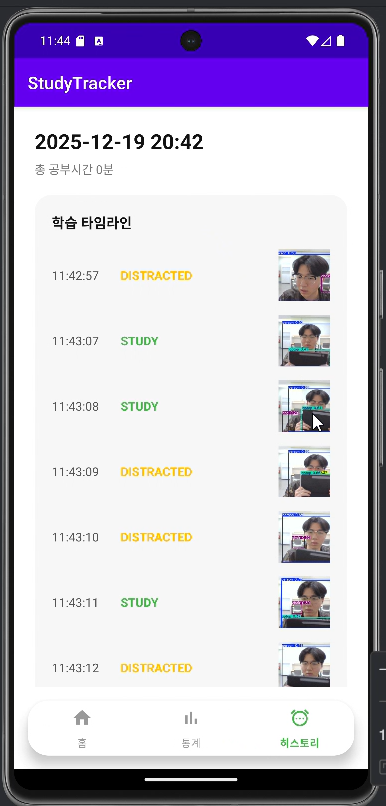 11:44
StudyTracker
2025-12-19 20:42
총 공부시간 0분
학습 타임라인
11:42:57 DISTRACTED
11:43:07 STUDY
11:43:08 STUDY
11:43:09 DISTRACTED
11:43:10 DISTRACTED
11:43:11 STUDY
11:43:12 DISTRACTED
홈 통계 히스토리